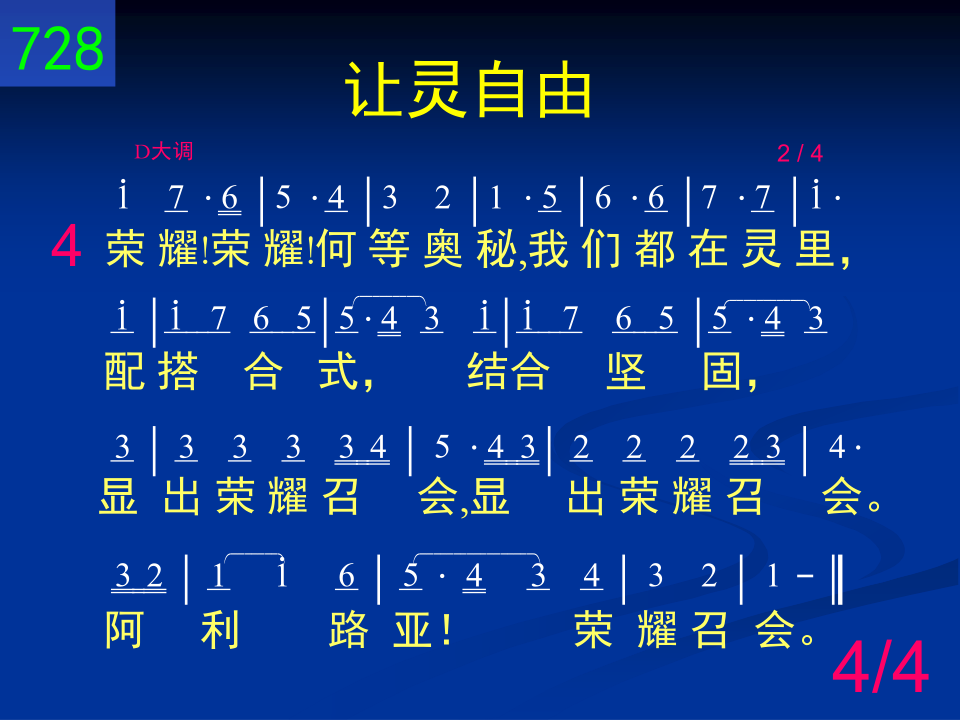 728
让灵自由
D大调 2 / 4
i 7 · 6 | 5 · 4 | 3 2 | 1 · 5 | 6 · 6 | 7 · 7 | i ·
4 荣 耀!荣 耀!何 等 奥 秘,我 们 都 在 灵 里，
i | i 7 6 5 | 5 · 4 3 i | i 7 6 5 | 5 · 4 3
配 搭 合 式， 结合 坚 固，
3 | 3 3 3 3 4 | 5 · 4 3 | 2 2 2 2 3 | 4 ·
显 出 荣 耀 召 会,显 出 荣 耀 召 会。
3 2 | 1 i 6 | 5 · 4 3 4 | 3 2 | 1 － ‖
阿 利 路 亚！ 荣 耀 召 会。
4/4